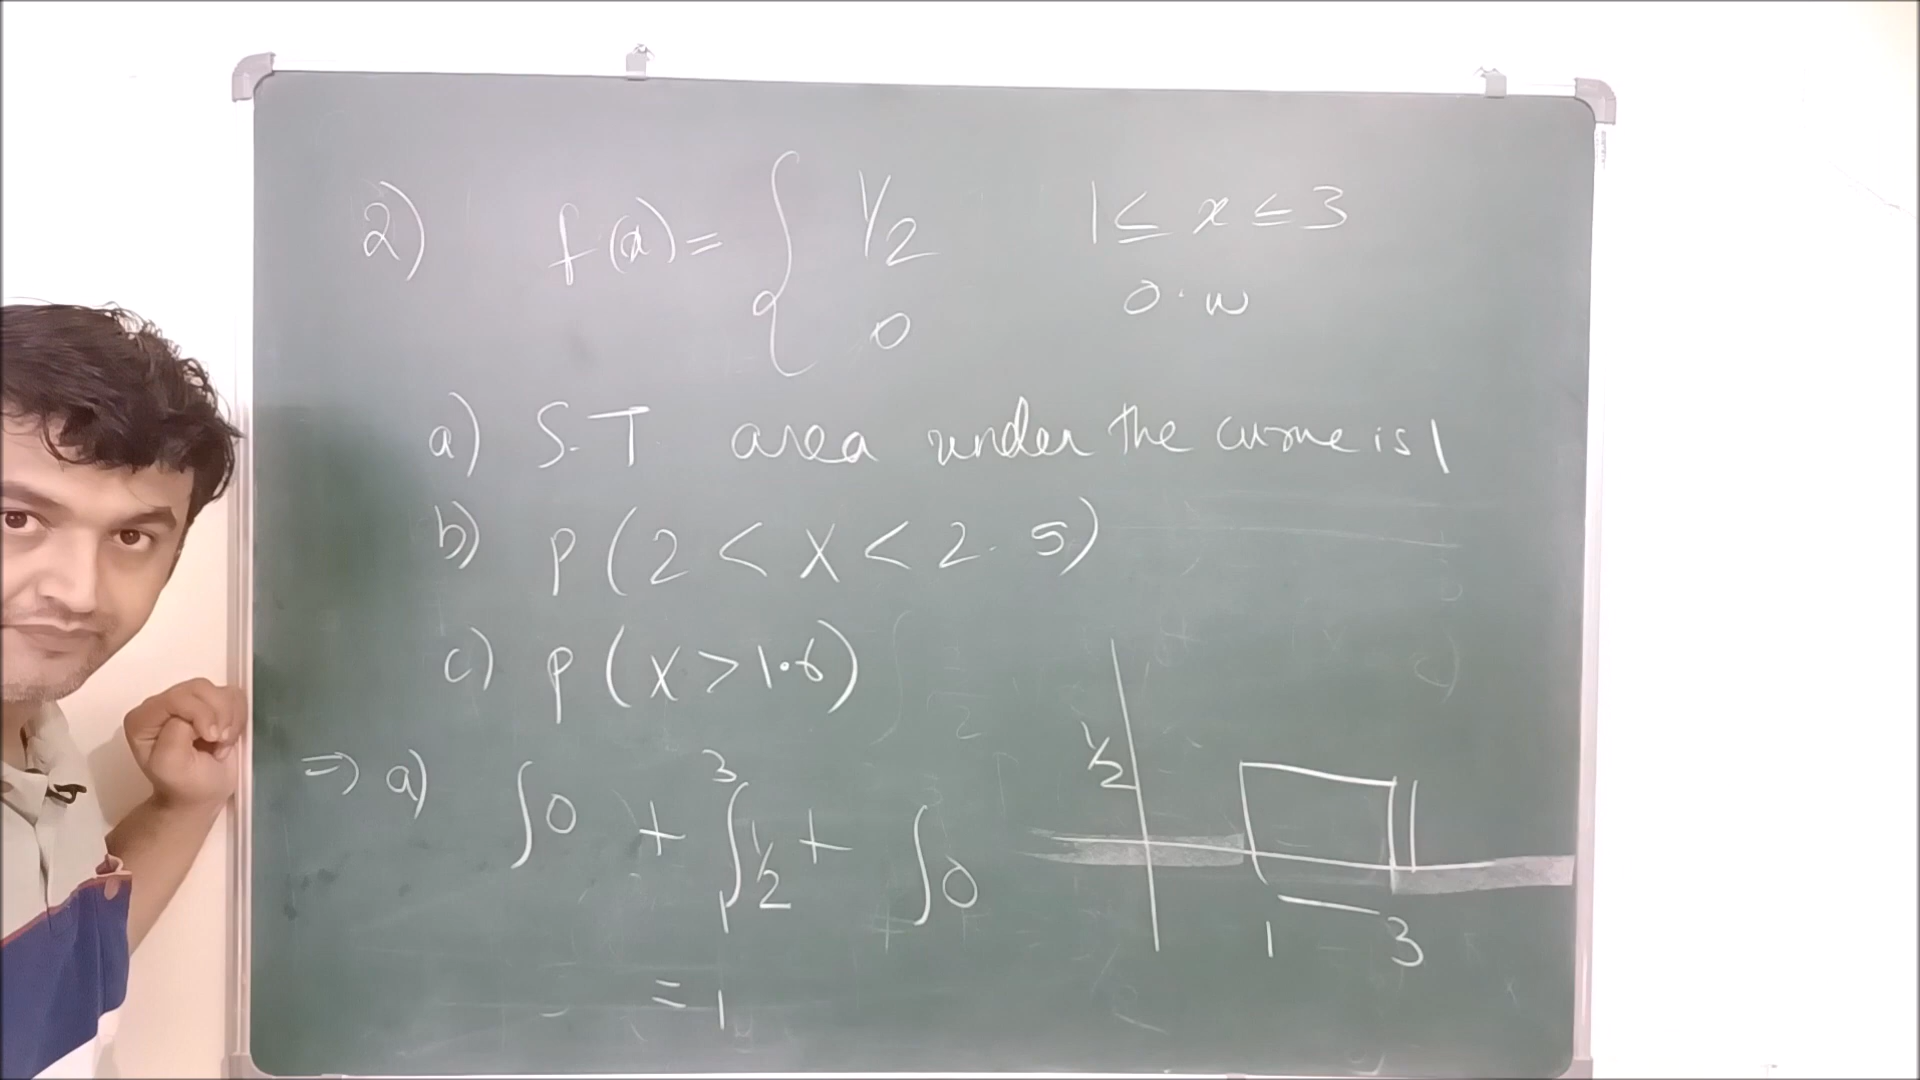 2) f(x) = { 1/2 1 ≤ x ≤ 3
0 0.w
a) S.T area under the curve is 1
b) P(2 < X < 2.5)
c) P(X > 1.6)
⇒ a) ∫0 + ∫₁³ 1/2 + ∫0
= 1
1/2
1 3